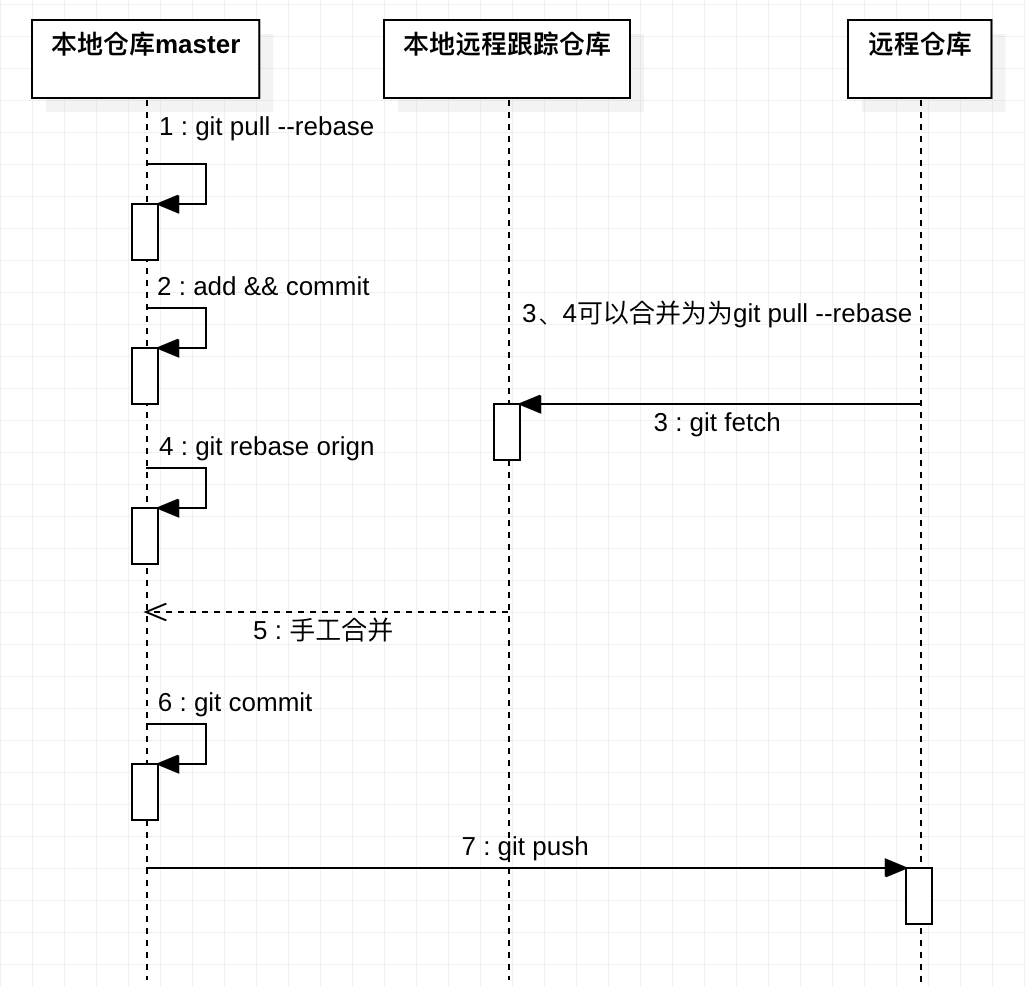 本地仓库master
本地远程跟踪仓库
远程仓库
1 : git pull --rebase
2 : add && commit
3、4可以合并为为git pull --rebase
3 : git fetch
4 : git rebase orign
5 : 手工合并
6 : git commit
7 : git push